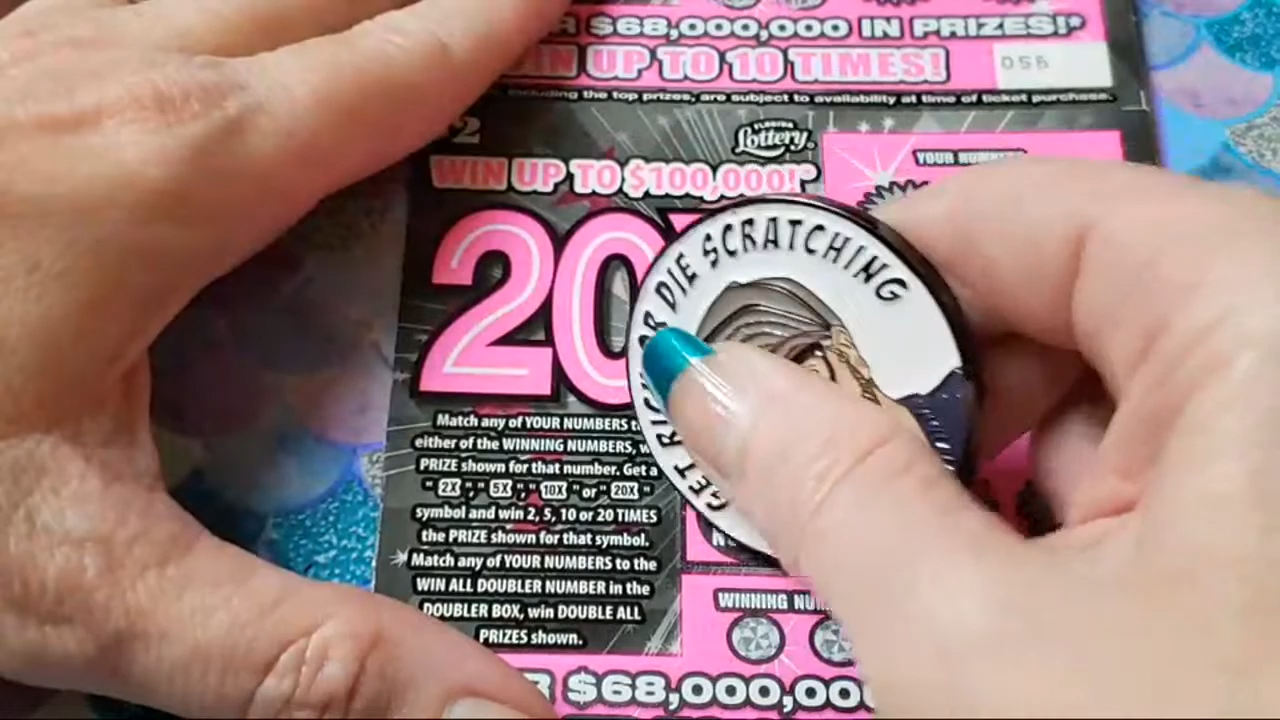 $68,000,000 IN PRIZES!*
UP TO 10 TIMES!
056
including the top prizes, are subject to availability at time of ticket purchase.
2
FLORIDA
Lottery®
WIN UP TO $100,000!*
YOUR
20
GET RICH OR DIE SCRATCHING
Match any of YOUR NUMBERS
either of the WINNING NUMBERS,
PRIZE shown for that number. Get a
"2X", "5X", "10X" or "20X"
symbol and win 2, 5, 10 or 20 TIMES
the PRIZE shown for that symbol.
Match any of YOUR NUMBERS to the
WIN ALL DOUBLER NUMBER in the
DOUBLER BOX, win DOUBLE ALL
PRIZES shown.
WINNING
$68,000,000